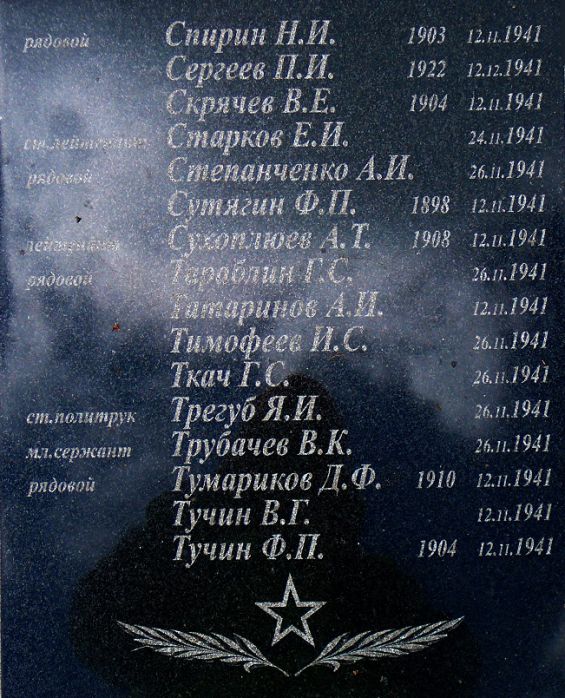 рядовой Спирин Н.И. 1903 12.11.1941
Сергеев П.И. 1922 12.12.1941
Скрячев В.Е. 1904 12.11.1941
ст.лейтенант Старков Е.И. 24.11.1941
рядовой Степанченко А.И. 26.11.1941
Сутягин Ф.П. 1898 12.11.1941
лейтенант Сухоплюев А.Т. 1908 12.11.1941
рядовой Тараблин Г.С. 26.11.1941
Татаринов А.И. 12.11.1941
Тимофеев И.С. 26.11.1941
Ткач Г.С. 26.11.1941
ст.политрук Трегуб Я.И. 26.11.1941
мл.сержант Трубачев В.К. 26.11.1941
рядовой Тумариков Д.Ф. 1910 12.11.1941
Тучин В.Г. 12.11.1941
Тучин Ф.П. 1904 12.11.1941